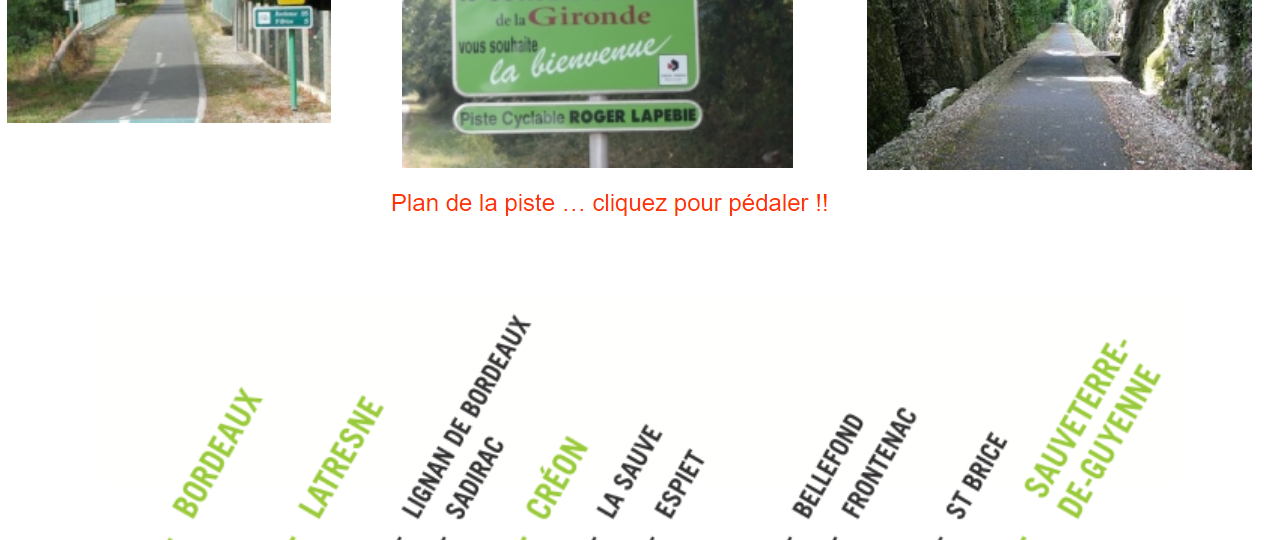 de la Gironde
vous souhaite
la bienvenue
Piste Cyclable ROGER LAPEBIE
Plan de la piste … cliquez pour pédaler !!
BORDEAUX
LATRESNE
LIGNAN DE BORDEAUX
SADIRAC
CRÉON
LA SAUVE
ESPIET
BELLEFOND
FRONTENAC
ST BRICE
SAUVETERRE-
DE-GUYENNE